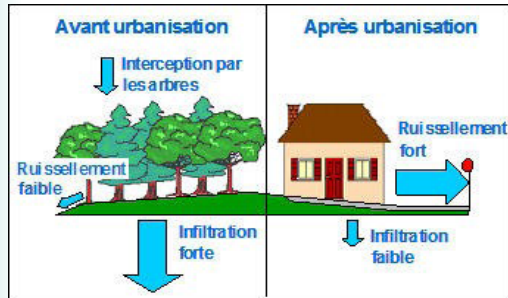 Avant urbanisation
Interception par
les arbres
Ruissellement
faible
Infiltration
forte
Après urbanisation
Ruissellement
fort
Infiltration
faible